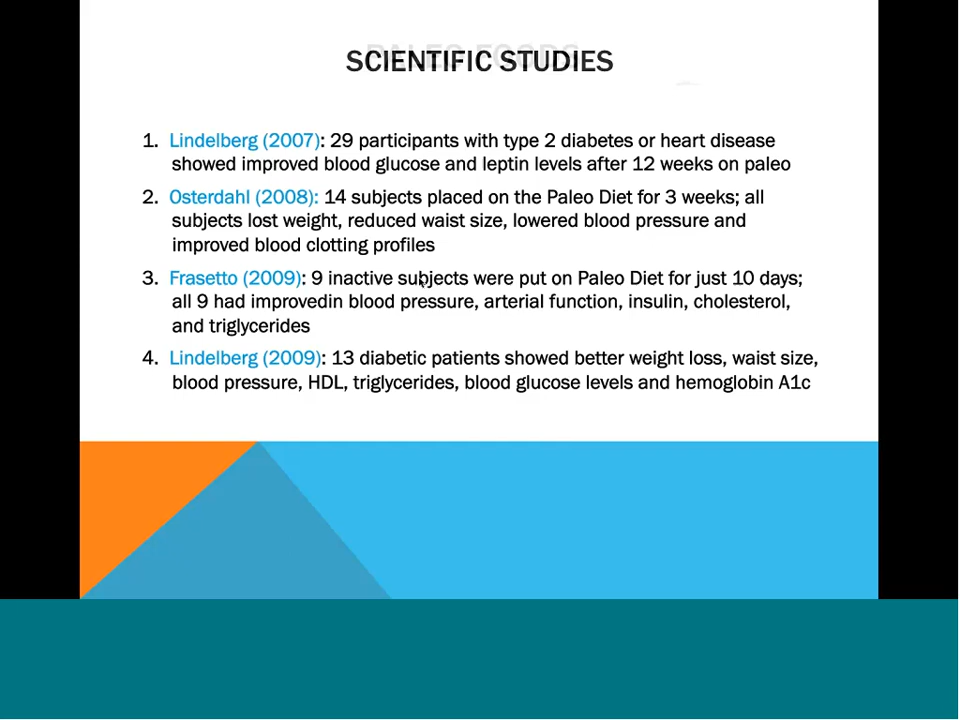 PALEO FOODS
SCIENTIFIC STUDIES
1. Lindelberg (2007): 29 participants with type 2 diabetes or heart disease
showed improved blood glucose and leptin levels after 12 weeks on paleo
2. Osterdahl (2008): 14 subjects placed on the Paleo Diet for 3 weeks; all
subjects lost weight, reduced waist size, lowered blood pressure and
improved blood clotting profiles
3. Frasetto (2009): 9 inactive subjects were put on Paleo Diet for just 10 days;
all 9 had improvedin blood pressure, arterial function, insulin, cholesterol,
and triglycerides
4. Lindelberg (2009): 13 diabetic patients showed better weight loss, waist size,
blood pressure, HDL, triglycerides, blood glucose levels and hemoglobin A1c